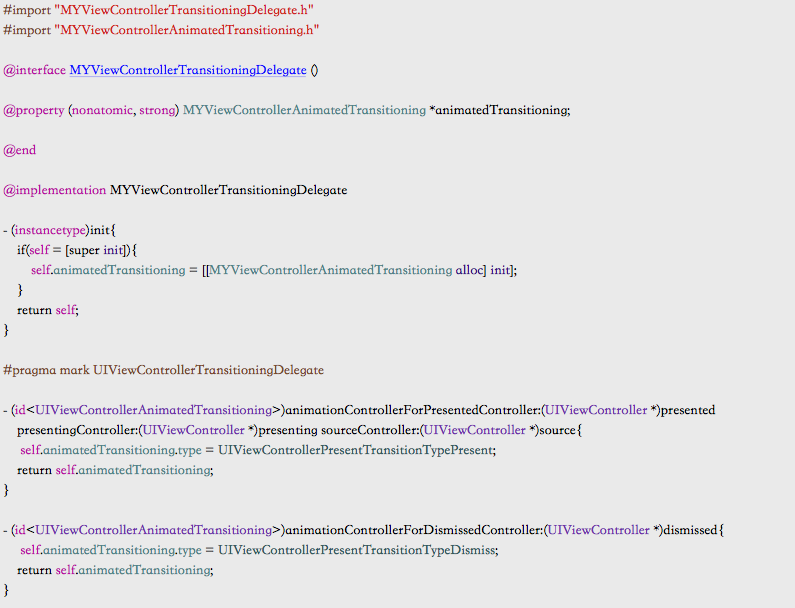 #import "MYViewControllerTransitioningDelegate.h"
#import "MYViewControllerAnimatedTransitioning.h"
@interface MYViewControllerTransitioningDelegate ()
@property (nonatomic, strong) MYViewControllerAnimatedTransitioning *animatedTransitioning;
@end
@implementation MYViewControllerTransitioningDelegate
- (instancetype)init{
if(self = [super init]){
self.animatedTransitioning = [[MYViewControllerAnimatedTransitioning alloc] init];
}
return self;
}
#pragma mark UIViewControllerTransitioningDelegate
- (id<UIViewControllerAnimatedTransitioning>)animationControllerForPresentedController:(UIViewController *)presented
presentingController:(UIViewController *)presenting sourceController:(UIViewController *)source{
self.animatedTransitioning.type = UIViewControllerPresentTransitionTypePresent;
return self.animatedTransitioning;
}
- (id<UIViewControllerAnimatedTransitioning>)animationControllerForDismissedController:(UIViewController *)dismissed{
self.animatedTransitioning.type = UIViewControllerPresentTransitionTypeDismiss;
return self.animatedTransitioning;
}